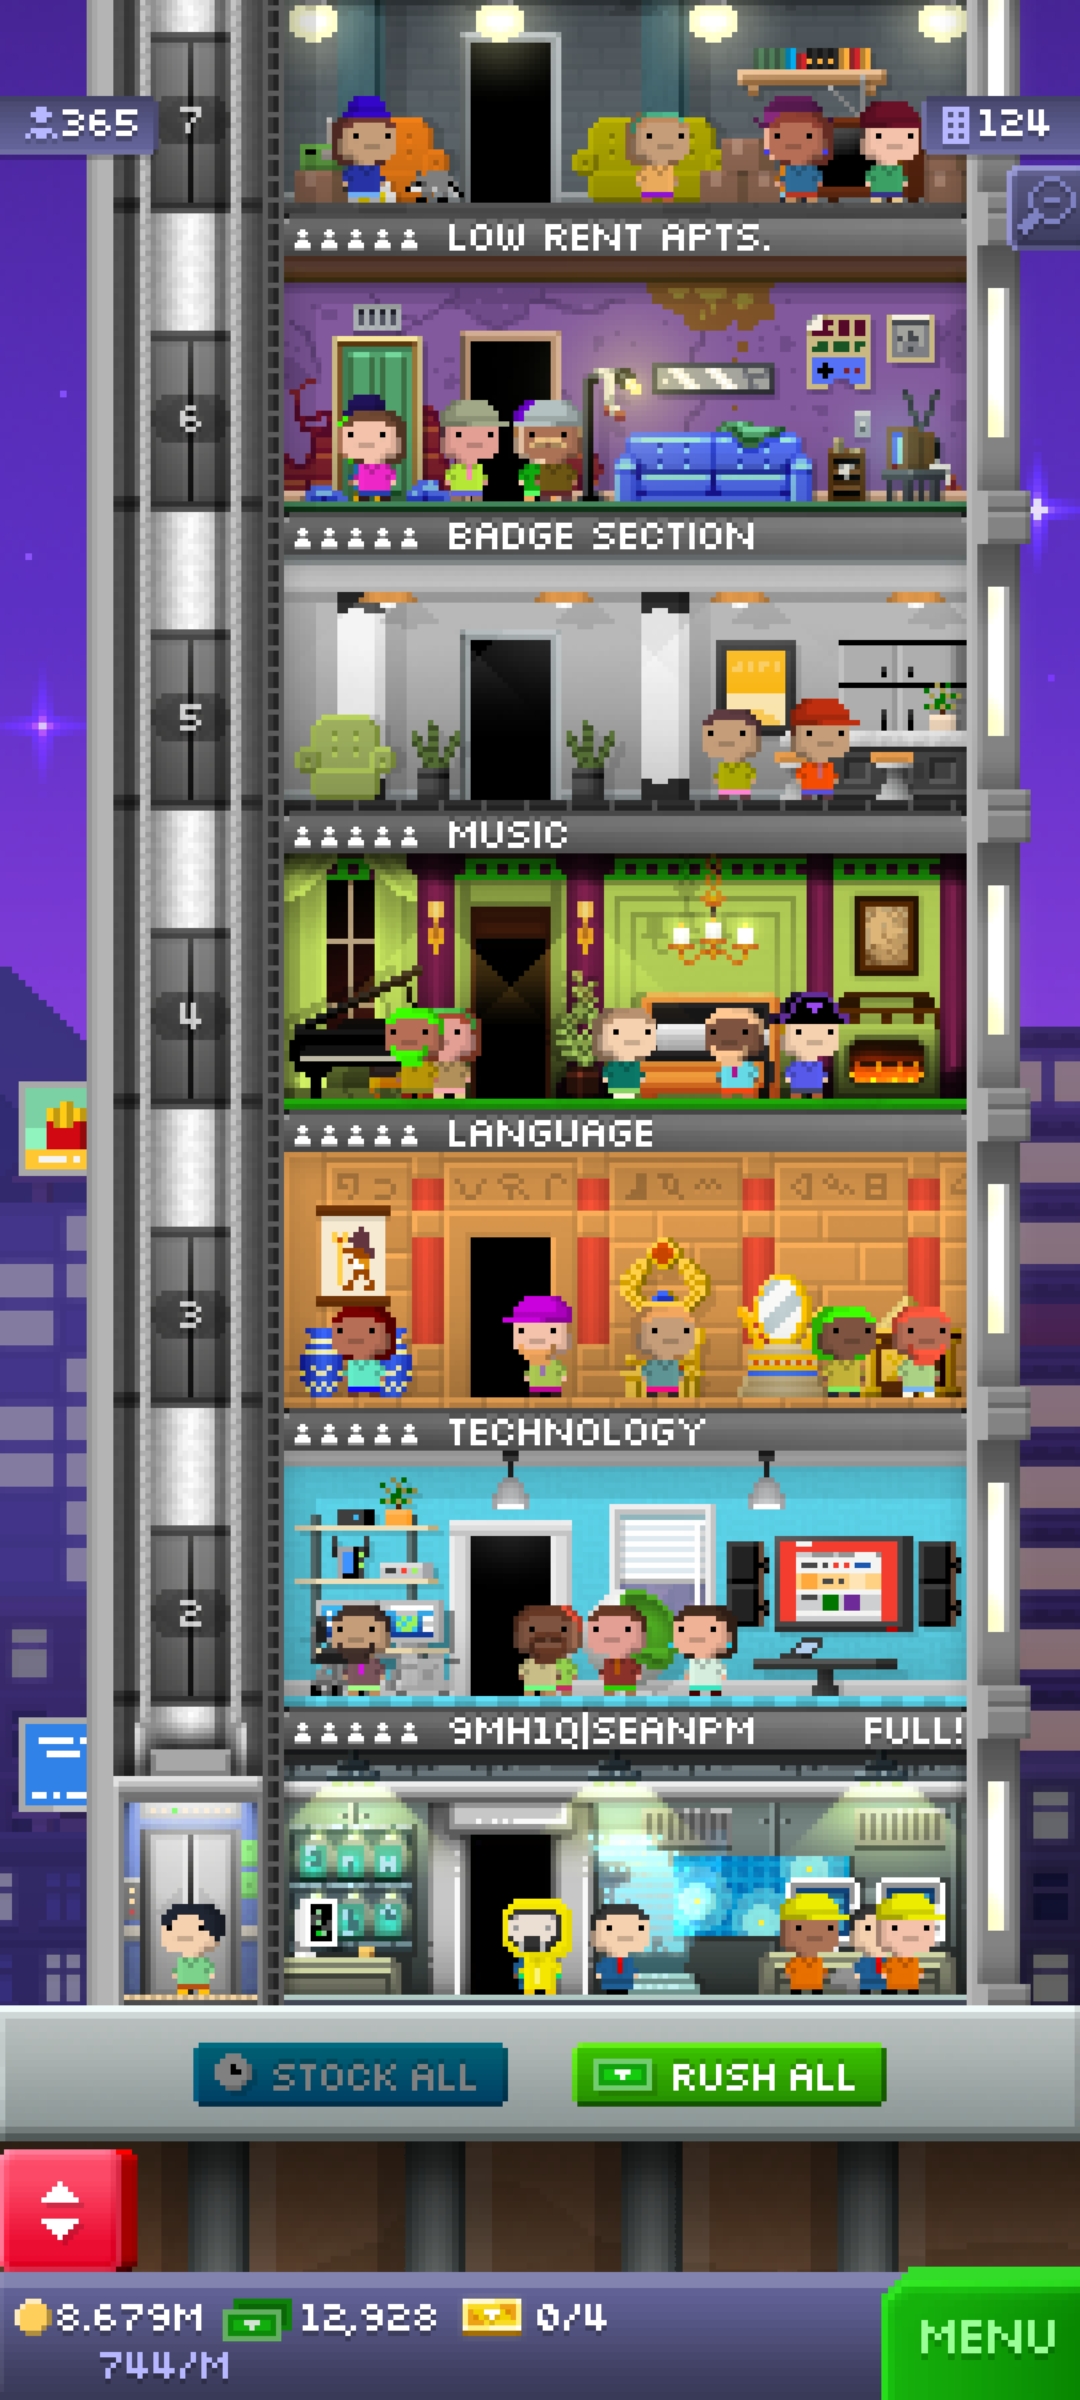 365
7
124
LOW RENT APTS.
6
BADGE SECTION
5
MUSIC
4
LANGUAGE
3
TECHNOLOGY
2
9MH1Q|SEANPM FULL!
STOCK ALL
RUSH ALL
8.679M 12,928 0/4
744/M
MENU